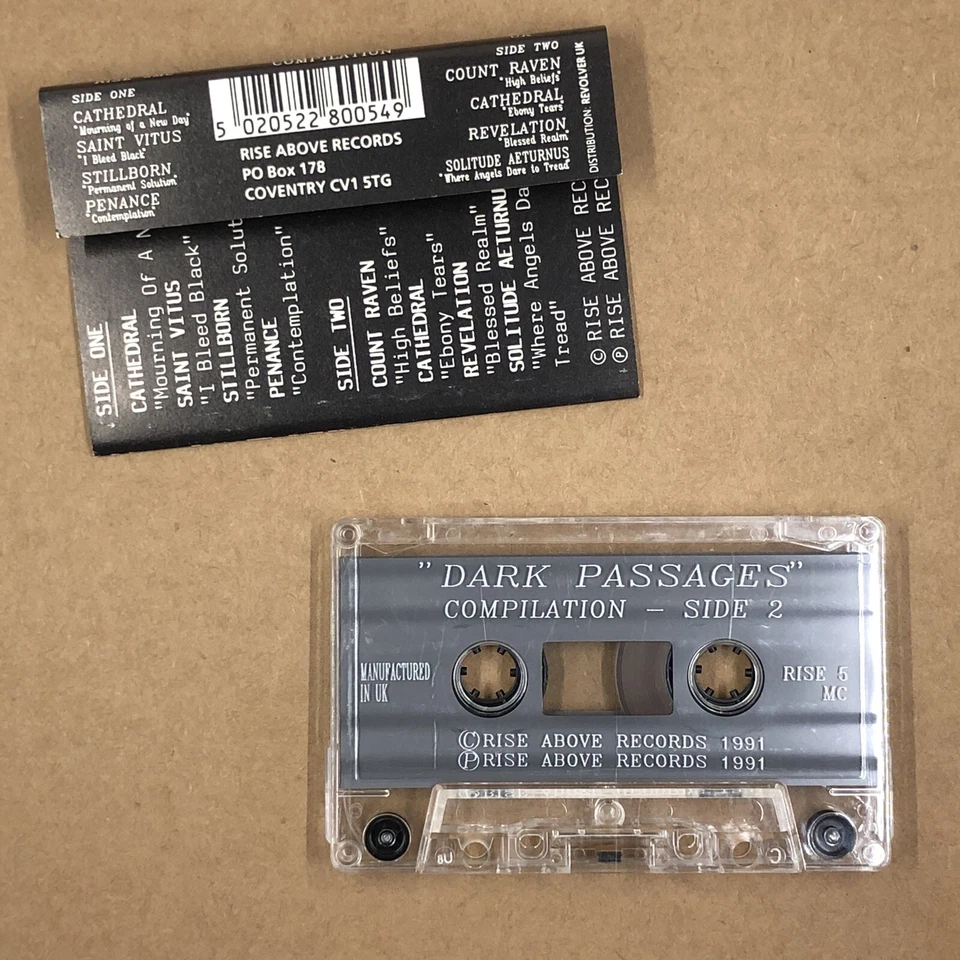 COMPILATION
SIDE ONE
CATHEDRAL
"Mourning of a New Day"
SAINT VITUS
"I Bleed Black"
STILLBORN
"Permanent Solution"
PENANCE
"Contemplation"
5 020522 800549
RISE ABOVE RECORDS
PO Box 178
COVENTRY CV1 5TG
SIDE TWO
COUNT RAVEN
"High Beliefs"
CATHEDRAL
"Ebony Tears"
REVELATION
"Blessed Realm"
SOLITUDE AETURNUS
"Where Angels Dare to Tread"
DISTRIBUTION: REVOLVER UK
SIDE ONE
CATHEDRAL
"Mourning Of A N
SAINT VITUS
"I Bleed Black"
STILLBORN
"Permanent Solut
PENANCE
"Contemplation"
SIDE TWO
COUNT RAVEN
"High Beliefs"
CATHEDRAL
"Ebony Tears"
REVELATION
"Blessed Realm"
SOLITUDE AETURNU
"Where Angels Da
Tread"
© RISE ABOVE REC
℗ RISE ABOVE REC
"DARK PASSAGES"
COMPILATION – SIDE 2
MANUFACTURED
IN UK
RISE 5
MC
©RISE ABOVE RECORDS 1991
℗RISE ABOVE RECORDS 1991